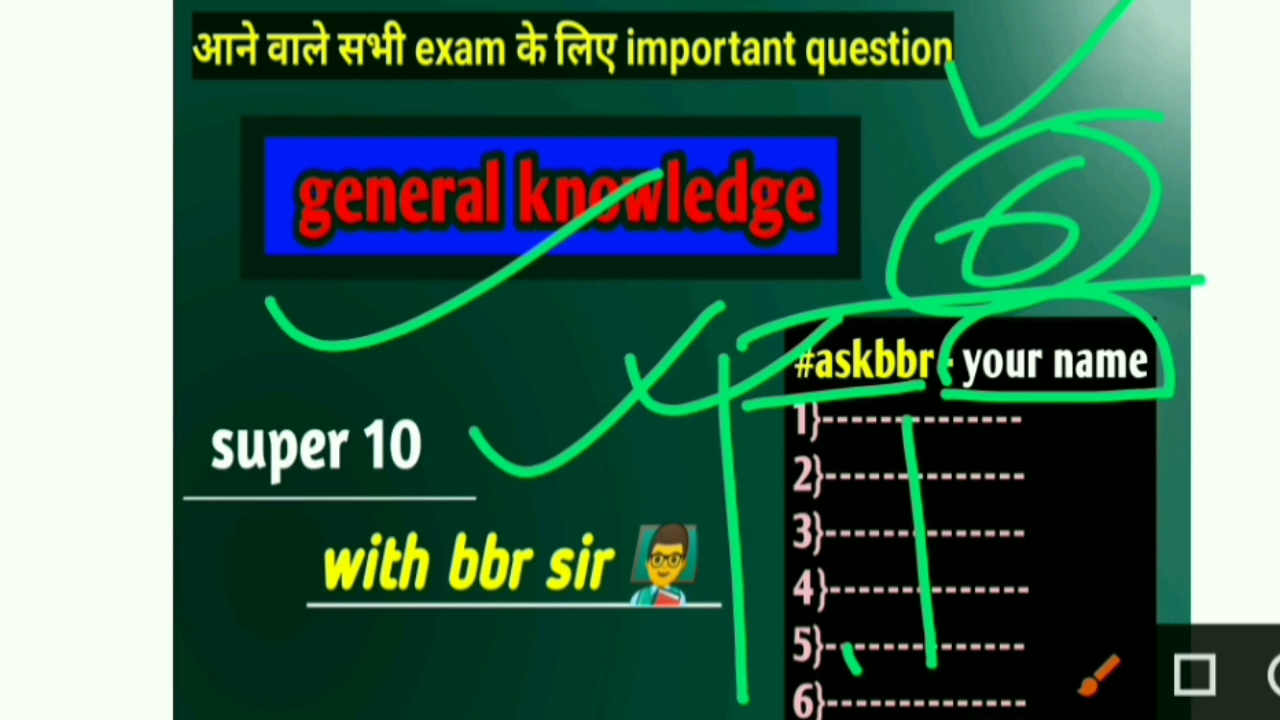 आने वाले सभी exam के लिए important question
general knowledge
6
#askbbr - your name
super 10
with bbr sir
1}--------------
2}--------------
3}--------------
4}--------------
5}--------------
6}--------------